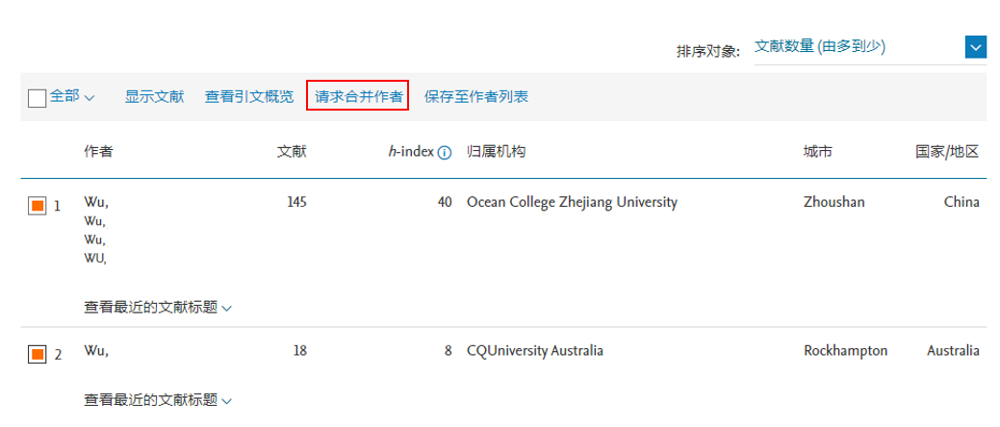 排序对象: 文献数量 (由多到少)
全部 显示文献 查看引文概览 请求合并作者 保存至作者列表
作者 文献 h-index 归属机构 城市 国家/地区
1 Wu, 145 40 Ocean College Zhejiang University Zhoushan China
Wu,
Wu,
WU,
查看最近的文献标题
2 Wu, 18 8 CQUniversity Australia Rockhampton Australia
查看最近的文献标题